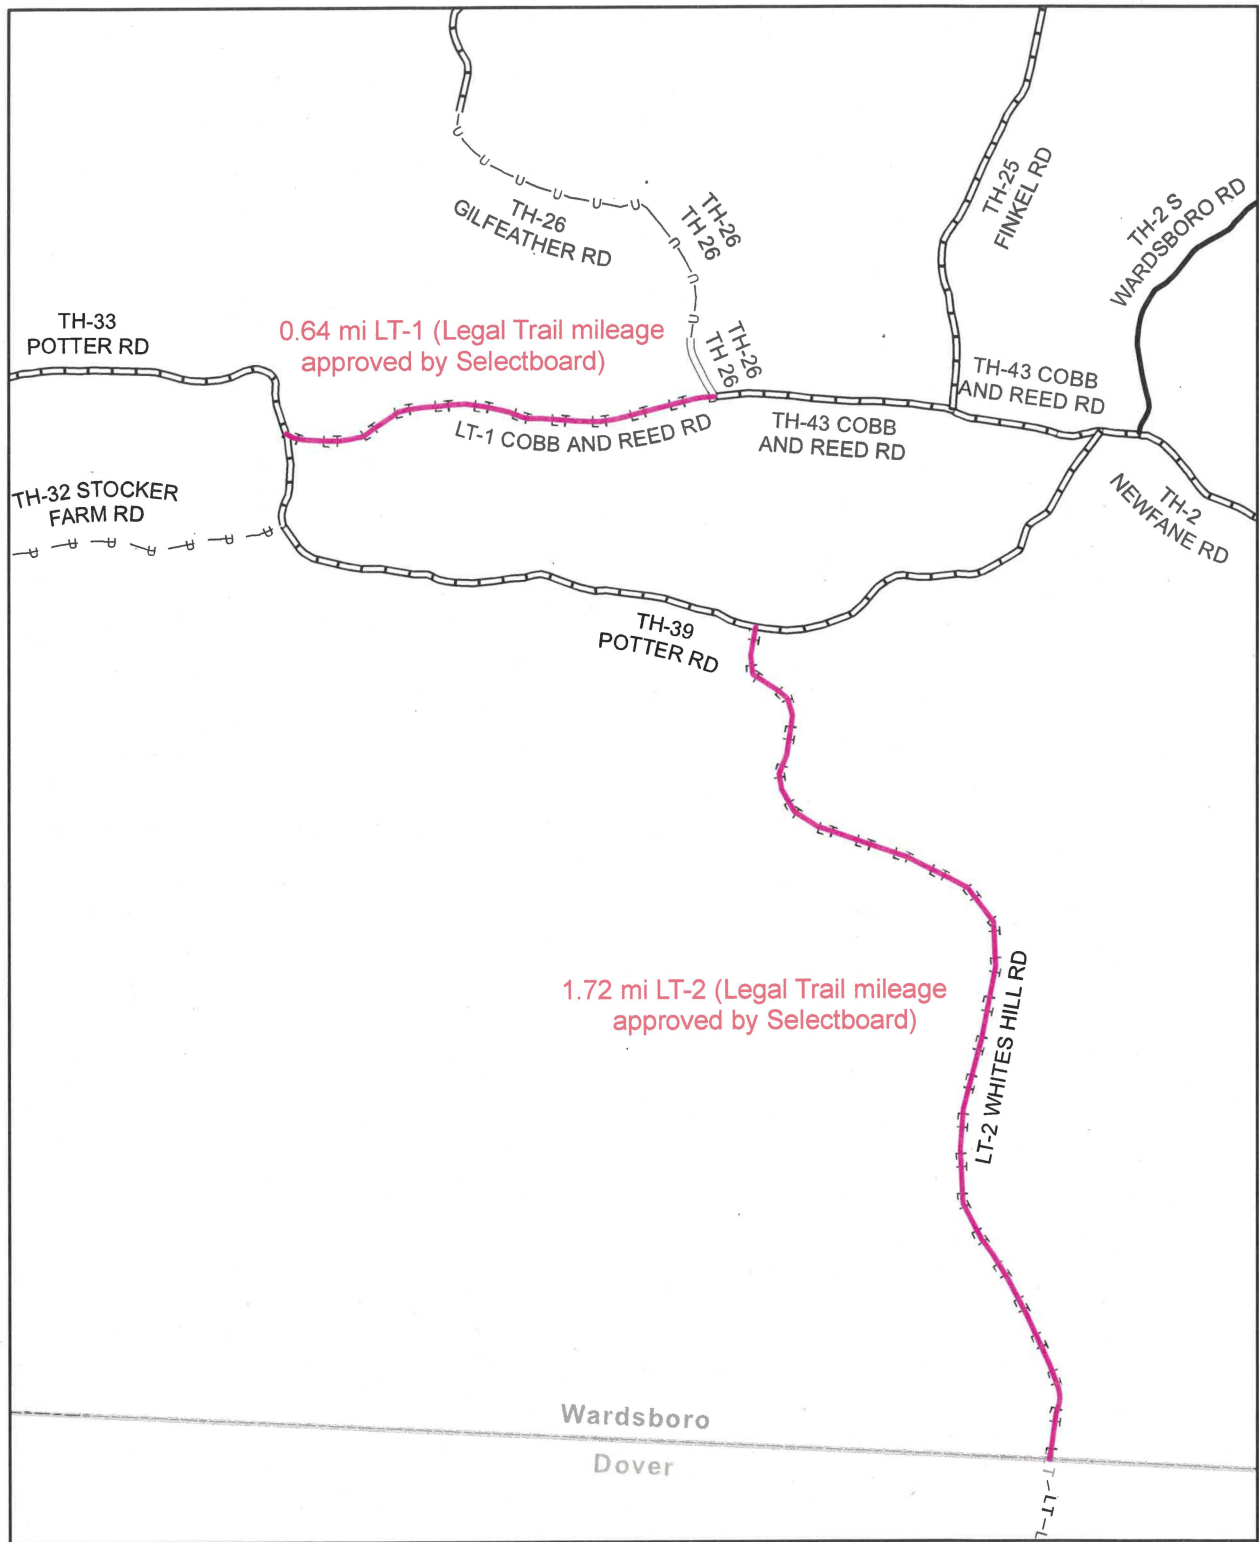 TH-26
GILFEATHER RD
TH-26
TH 26
TH-25
FINKEL RD
TH-2 S
WARDSBORO RD
TH-33
POTTER RD
0.64 mi LT-1 (Legal Trail mileage
approved by Selectboard)
TH-26
TH 26
TH-43 COBB
AND REED RD
LT-1 COBB AND REED RD
TH-43 COBB
AND REED RD
TH-32 STOCKER
FARM RD
TH-2
NEWFANE RD
TH-39
POTTER RD
1.72 mi LT-2 (Legal Trail mileage
approved by Selectboard)
LT-2 WHITES HILL RD
Wardsboro
Dover